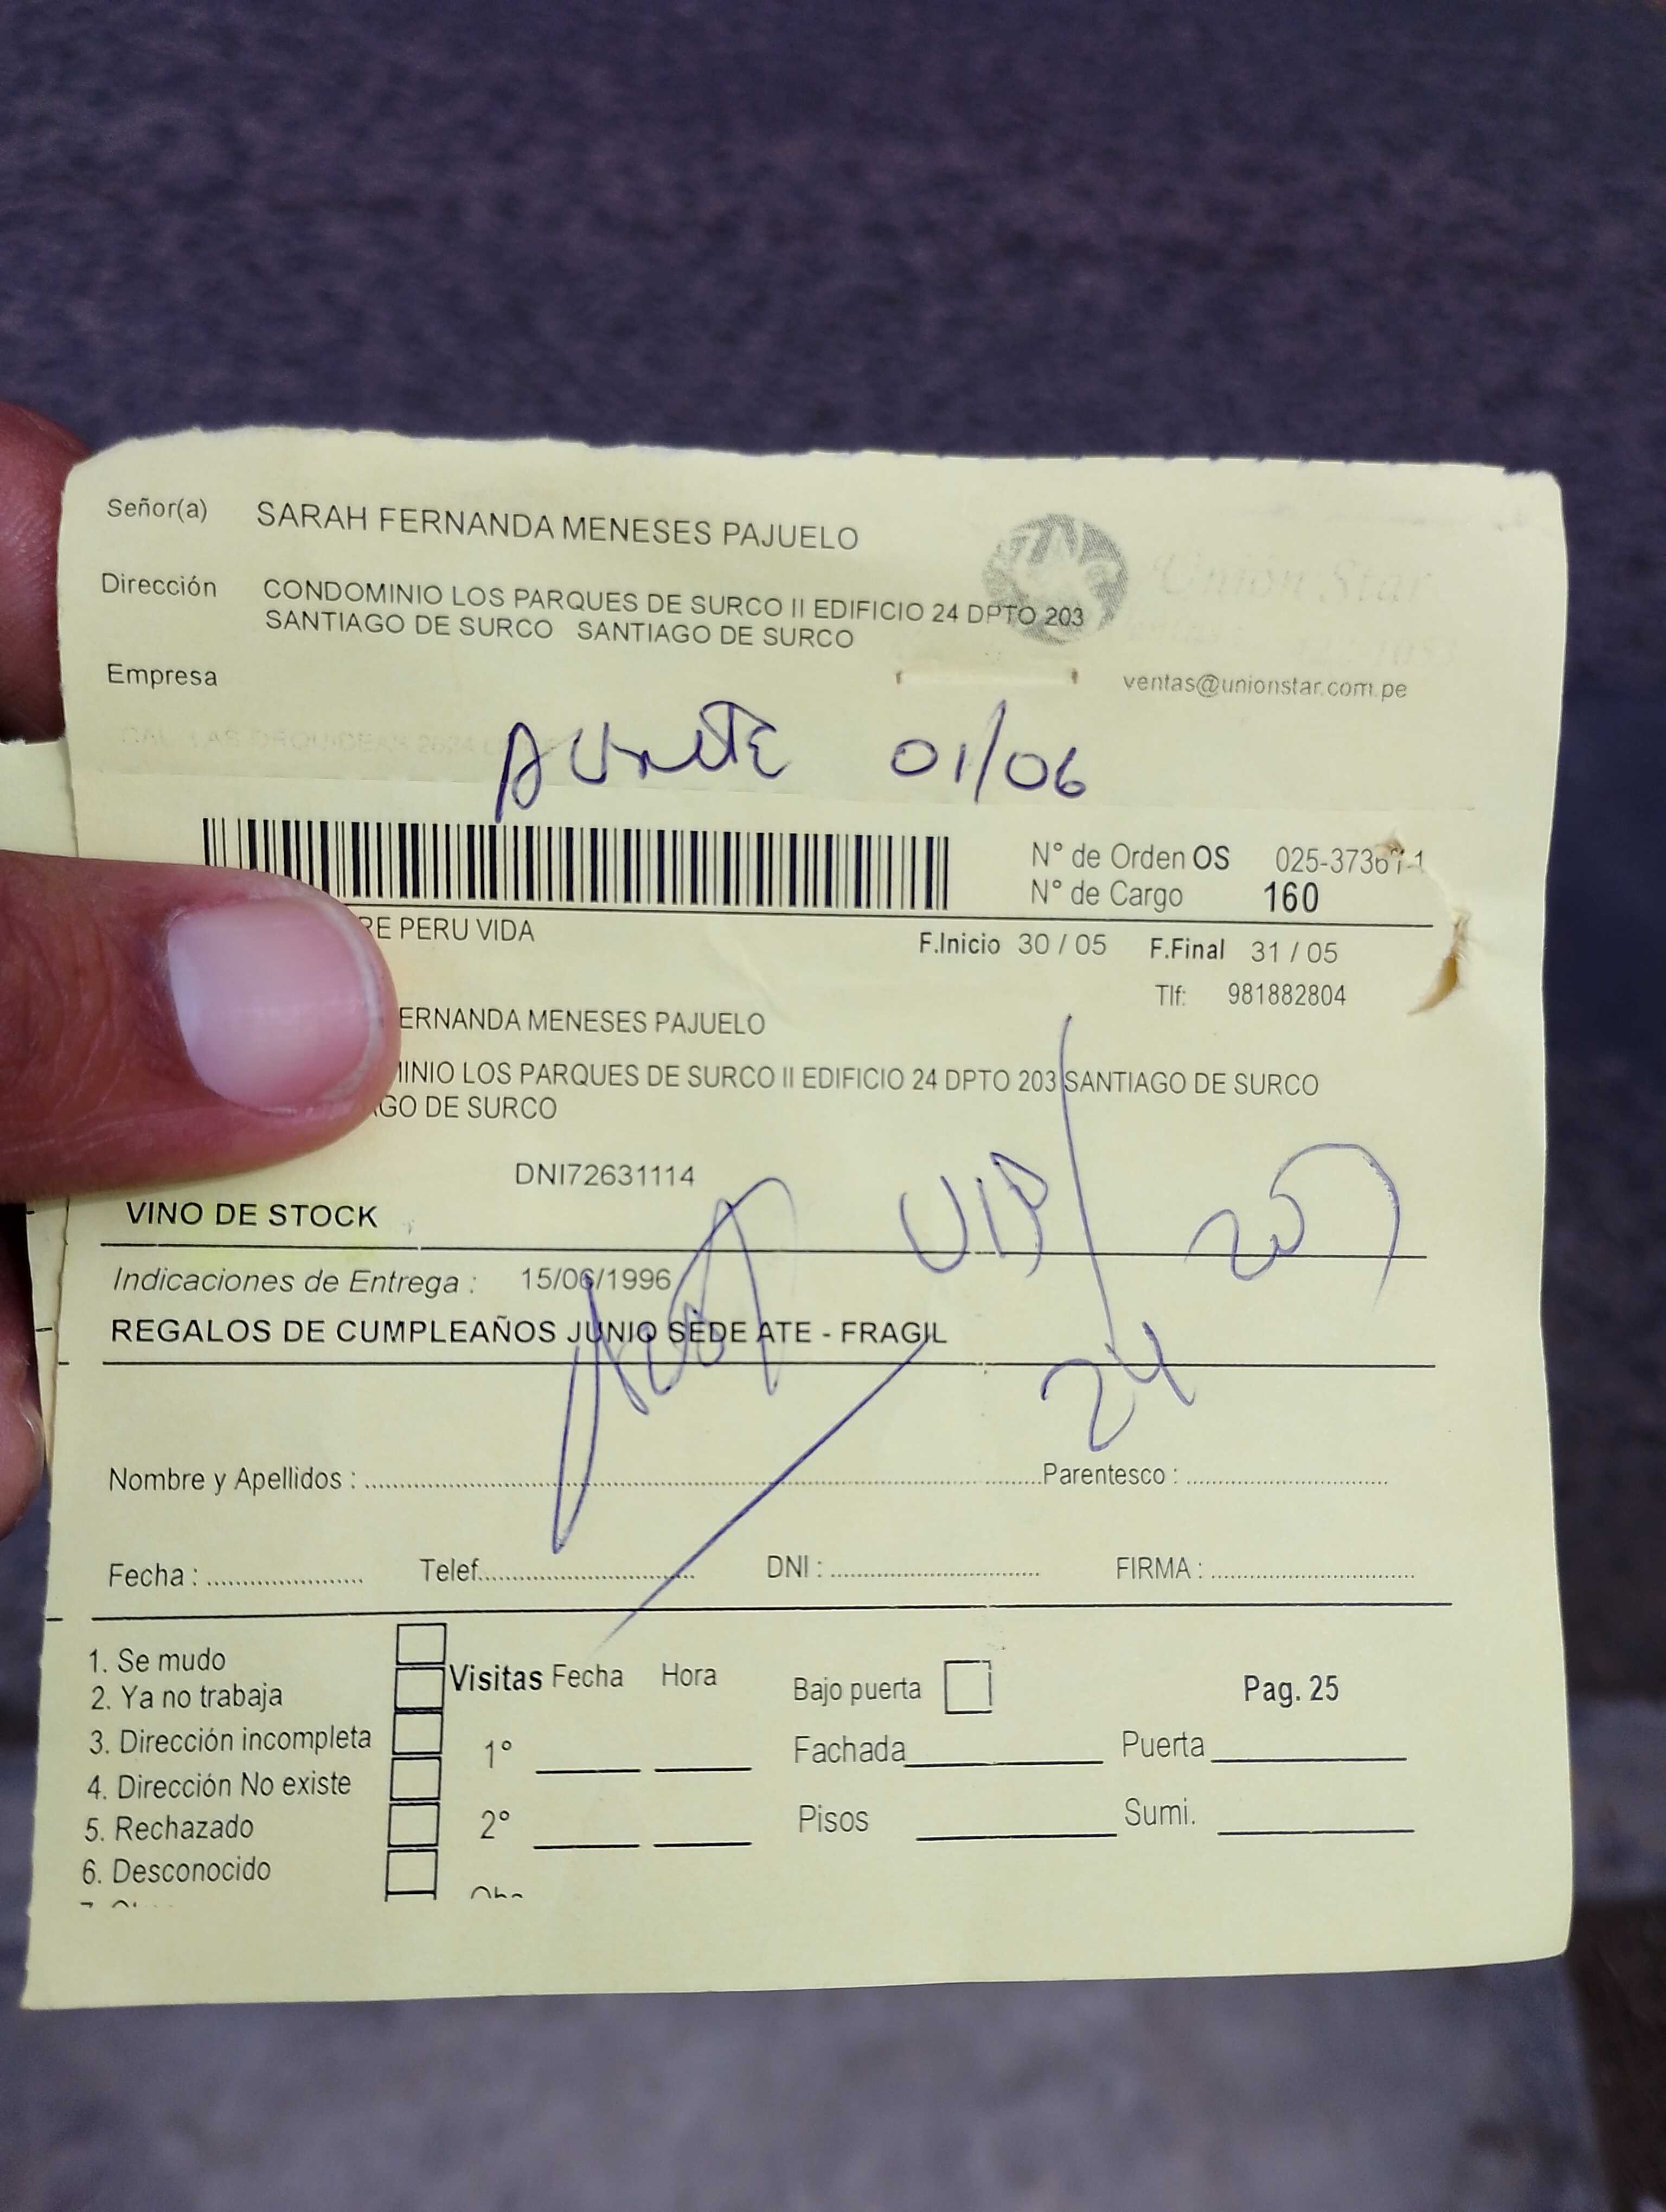 Señor(a) SARAH FERNANDA MENESES PAJUELO
Dirección CONDOMINIO LOS PARQUES DE SURCO II EDIFICIO 24 DPTO 203
SANTIAGO DE SURCO SANTIAGO DE SURCO
Union Star
Empresa
ventas@unionstar.com.pe
01/06
N° de Orden OS 025-373
N° de Cargo 160
RE PERU VIDA
F.Inicio 30 / 05 F.Final 31 / 05
Tlf: 981882804
ERNANDA MENESES PAJUELO
INIO LOS PARQUES DE SURCO II EDIFICIO 24 DPTO 203 SANTIAGO DE SURCO
GO DE SURCO
DNI72631114
VINO DE STOCK
Indicaciones de Entrega : 15/06/1996
REGALOS DE CUMPLEAÑOS JUNIO SEDE ATE - FRAGIL
24
Nombre y Apellidos : Parentesco :
Fecha : Telef. DNI : FIRMA :
1. Se mudo
2. Ya no trabaja
3. Dirección incompleta
4. Dirección No existe
5. Rechazado
6. Desconocido
Visitas Fecha Hora
1°
2°
Bajo puerta Pag. 25
Fachada Puerta
Pisos Sumi.